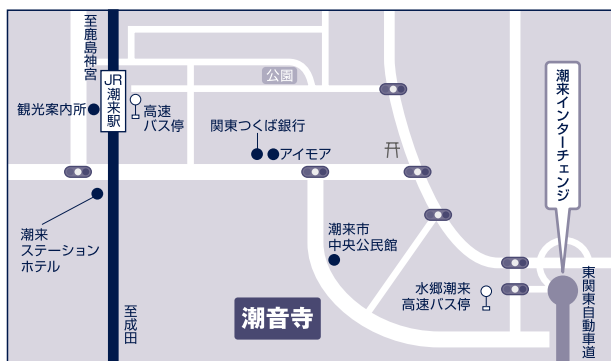 至鹿島神宮
JR潮来駅
観光案内所
高速
バス停
公園
関東つくば銀行
アイモア
潮来インターチェンジ
潮来
ステーション
ホテル
潮来市
中央公民館
水郷潮来
高速バス停
東関東自動車道
至成田
潮音寺